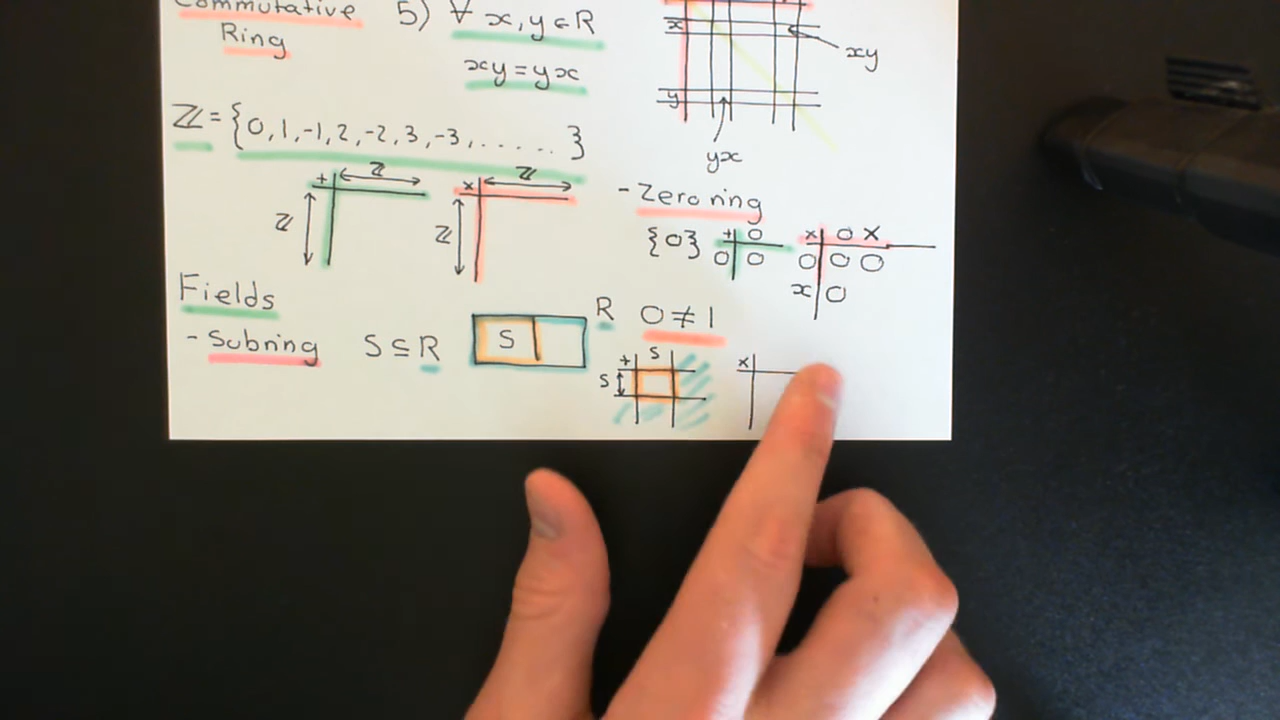 Commutative
Ring
5) ∀ x, y ∈ R
xy = yx
x
y
xy
yx
ℤ = {0, 1, -1, 2, -2, 3, -3, ..... }
+ ℤ
ℤ
× ℤ
ℤ
- Zero ring
{0}
+ 0
0 0
× 0 x
0 0 0
x 0
Fields
- Subring
S ⊆ R
S
R
0 ≠ 1
+ S
S
×